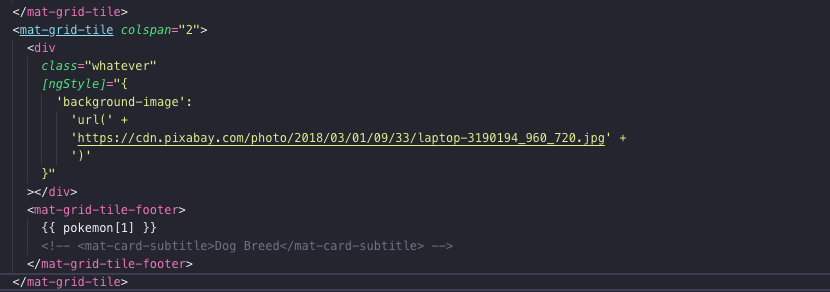 </mat-grid-tile>
<mat-grid-tile colspan="2">
<div
class="whatever"
[ngStyle]="{
'background-image':
'url(' +
'https://cdn.pixabay.com/photo/2018/03/01/09/33/laptop-3190194_960_720.jpg' +
')'
}"
></div>
<mat-grid-tile-footer>
{{ pokemon[1] }}
<!-- <mat-card-subtitle>Dog Breed</mat-card-subtitle> -->
</mat-grid-tile-footer>
</mat-grid-tile>